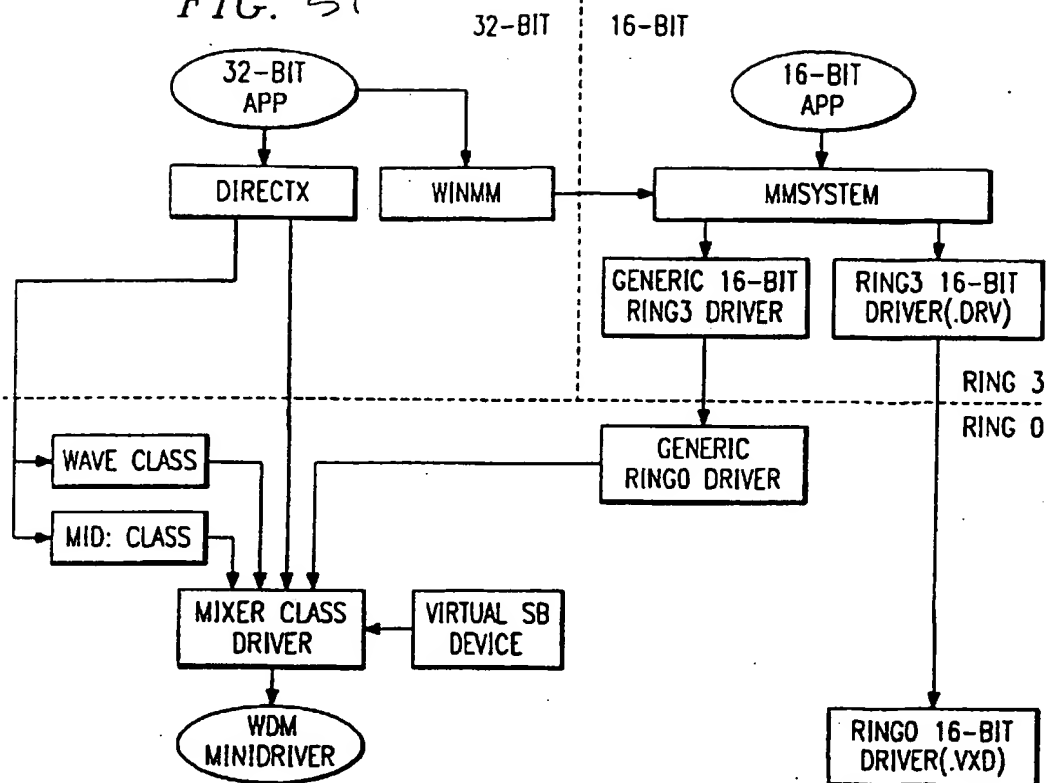 FIG. 5
32-BIT
16-BIT
32-BIT
APP
16-BIT
APP
DIRECTX
WINMM
MMSYSTEM
GENERIC 16-BIT
RING3 DRIVER
RING3 16-BIT
DRIVER(.DRV)
RING 3
RING 0
WAVE CLASS
GENERIC
RING0 DRIVER
MID: CLASS
MIXER CLASS
DRIVER
VIRTUAL SB
DEVICE
WDM
MINIDRIVER
RING0 16-BIT
DRIVER(.VXD)